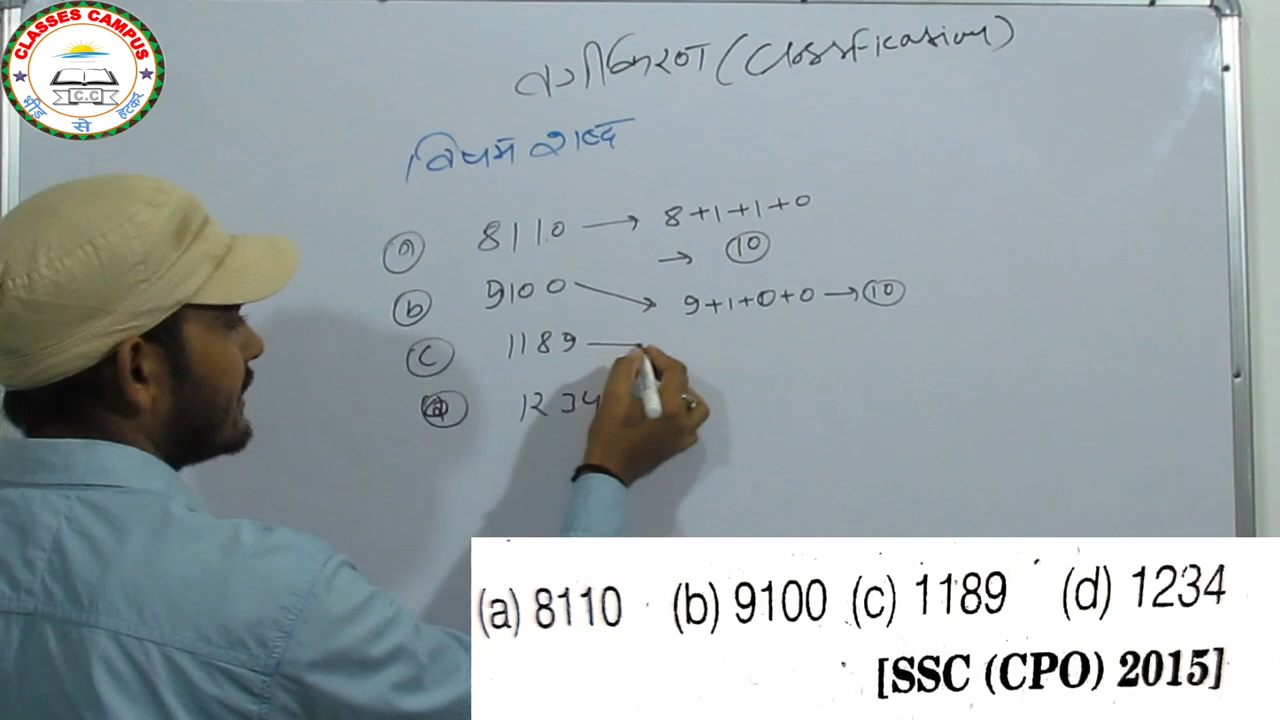 CLASSES CAMPUS
C.C
भीड़ से हटकर
वर्गीकरण (Classification)
विषम शब्द
(a) 8110 → 8+1+1+0
→ 10
(b) 9100 → 9+1+0+0 → 10
(c) 1189
(d) 1234
(a) 8110 (b) 9100 (c) 1189 (d) 1234
[SSC (CPO) 2015]